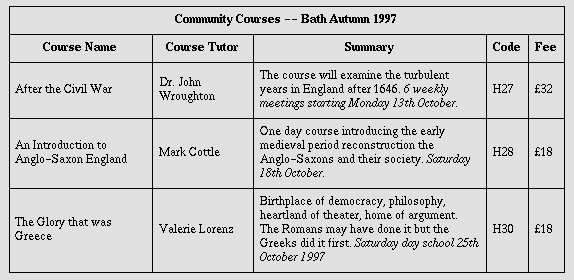 Community Courses -- Bath Autumn 1997
Course Name Course Tutor Summary Code Fee
After the Civil War
Dr. John
Wroughton
The course will examine the turbulent
years in England after 1646. 6 weekly
meetings starting Monday 13th October.
H27
£32
An Introduction to
Anglo-Saxon England
Mark Cottle
One day course introducing the early
medieval period reconstruction the
Anglo-Saxons and their society. Saturday
18th October.
H28
£18
The Glory that was
Greece
Valerie Lorenz
Birthplace of democracy, philosophy,
heartland of theater, home of argument.
The Romans may have done it but the
Greeks did it first. Saturday day school 25th
October 1997
H30
£18